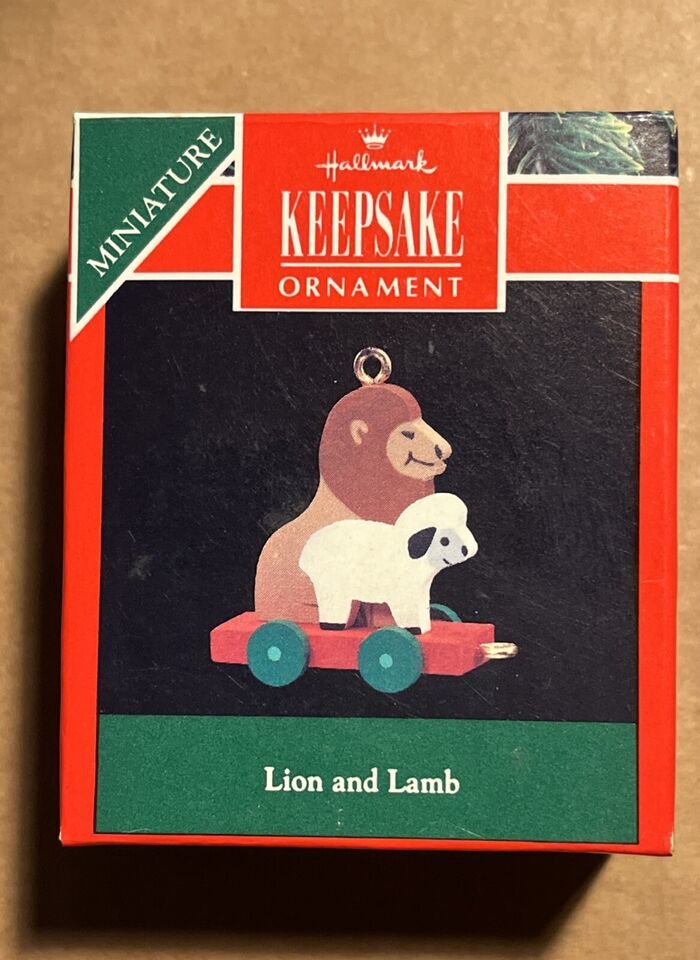 MINIATURE
Hallmark
KEEPSAKE
ORNAMENT
Lion and Lamb